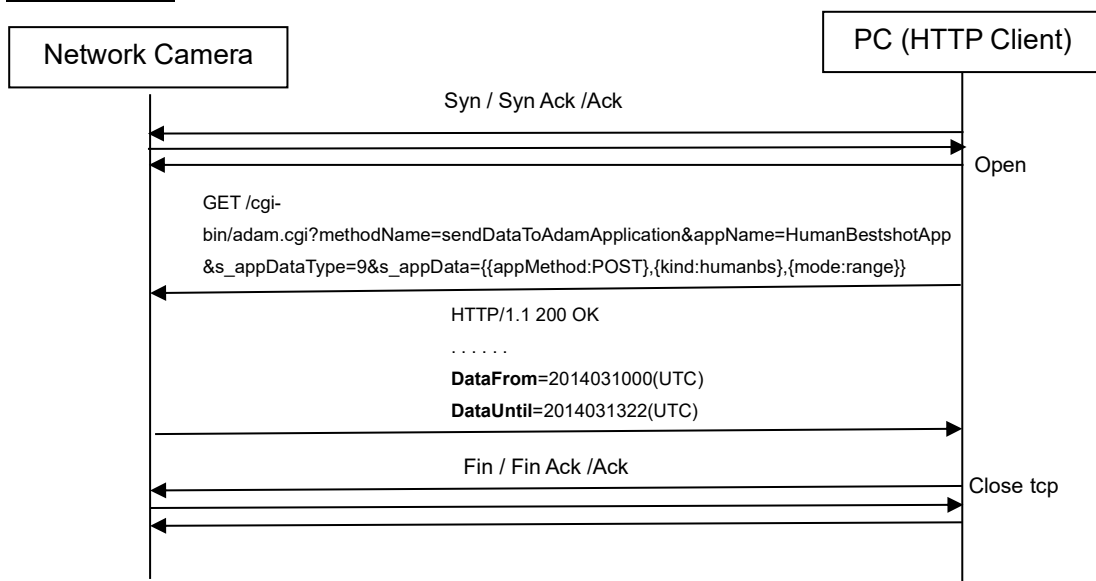 Network Camera
PC (HTTP Client)
Syn / Syn Ack /Ack
Open
GET /cgi-
bin/adam.cgi?methodName=sendDataToAdamApplication&appName=HumanBestshotApp
&s_appDataType=9&s_appData={{appMethod:POST},{kind:humanbs},{mode:range}}
HTTP/1.1 200 OK
. . . . . .
DataFrom=2014031000(UTC)
DataUntil=2014031322(UTC)
Fin / Fin Ack /Ack
Close tcp